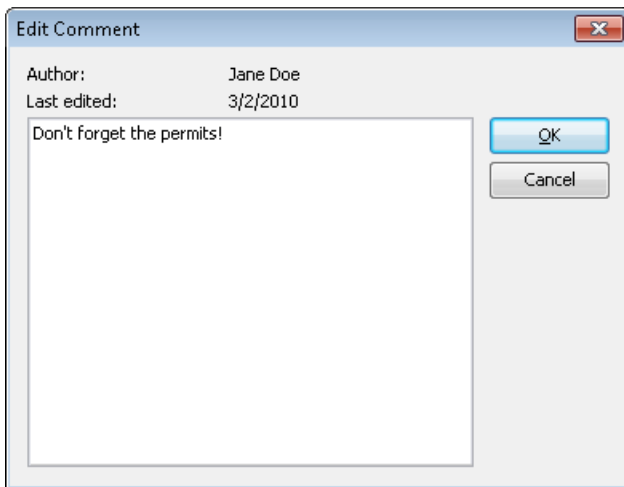 Edit Comment
Author: Jane Doe
Last edited: 3/2/2010
Don't forget the permits!
OK
Cancel